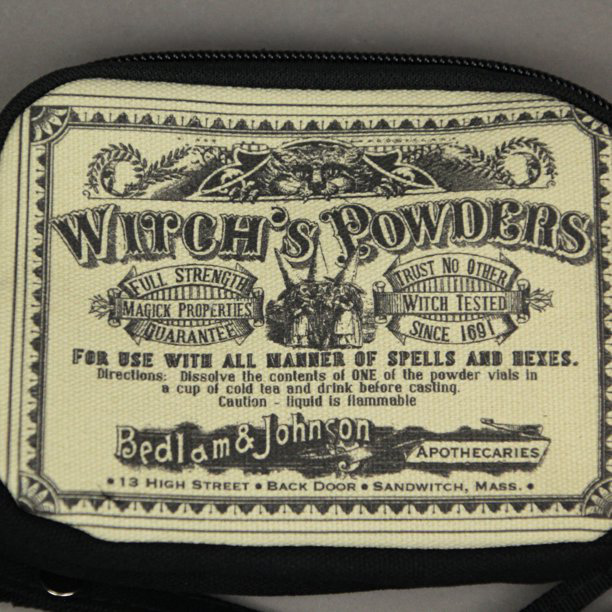 WITCH'S POWDERS
FULL STRENGTH
MAGICK PROPERTIES
GUARANTEE
TRUST NO OTHER
WITCH TESTED
SINCE 1691
FOR USE WITH ALL MANNER OF SPELLS AND HEXES.
Directions: Dissolve the contents of ONE of the powder vials in
a cup of cold tea and drink before casting.
Caution - liquid is flammable
Bedlam & Johnson
APOTHECARIES
• 13 HIGH STREET • BACK DOOR • SANDWITCH, MASS. •